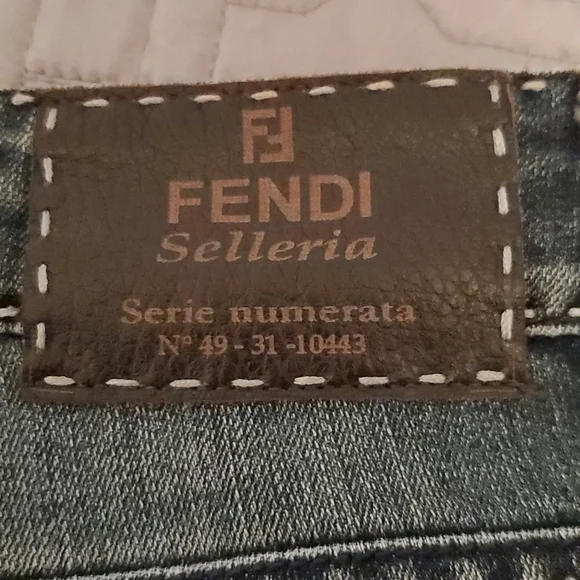 FF
FENDI
Selleria
Serie numerata
N° 49 - 31 -10443